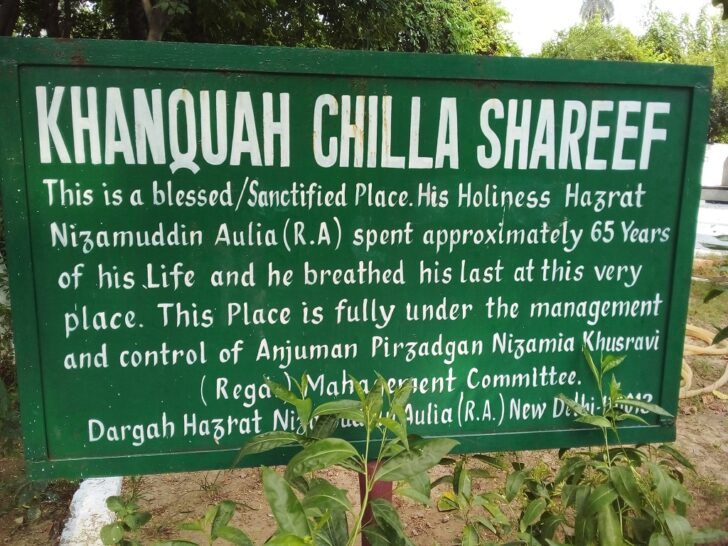 KHANQUAH CHILLA SHAREEF
This is a blessed/Sanctified Place. His Holiness Hazrat
Nizamuddin Aulia (R.A) spent approximately 65 Years
of his Life and he breathed his last at this very
place. This Place is fully under the management
and control of Anjuman Pirzadgan Nizamia Khusravi
Management Committee.
Dargah Hazrat Aulia (R.A.) New Delhi